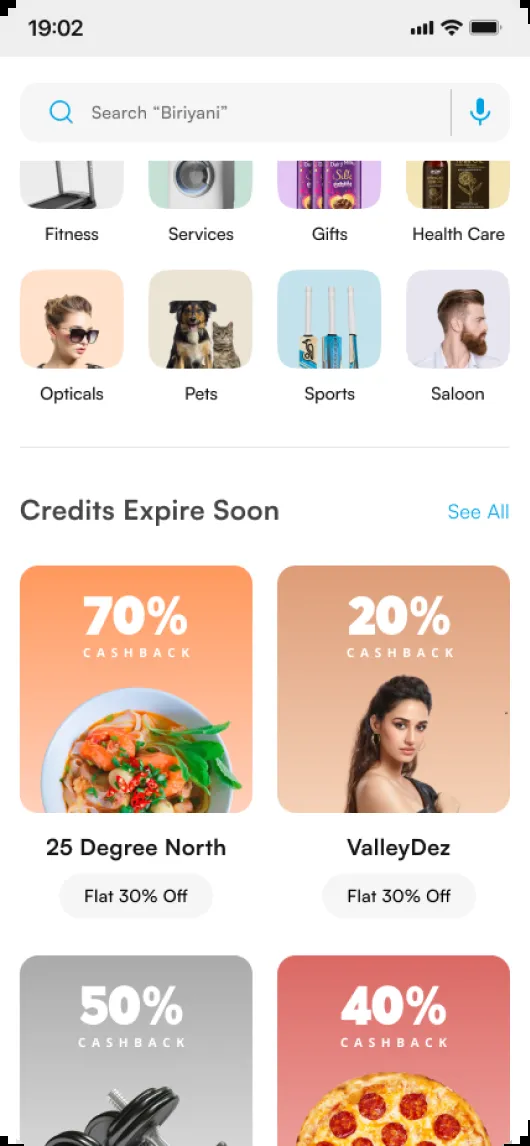 19:02
Search “Biriyani”
Fitness
Services
Gifts
Health Care
Opticals
Pets
Sports
Saloon
Credits Expire Soon
See All
70%
CASHBACK
20%
CASHBACK
25 Degree North
ValleyDez
Flat 30% Off
Flat 30% Off
50%
CASHBACK
40%
CASHBACK